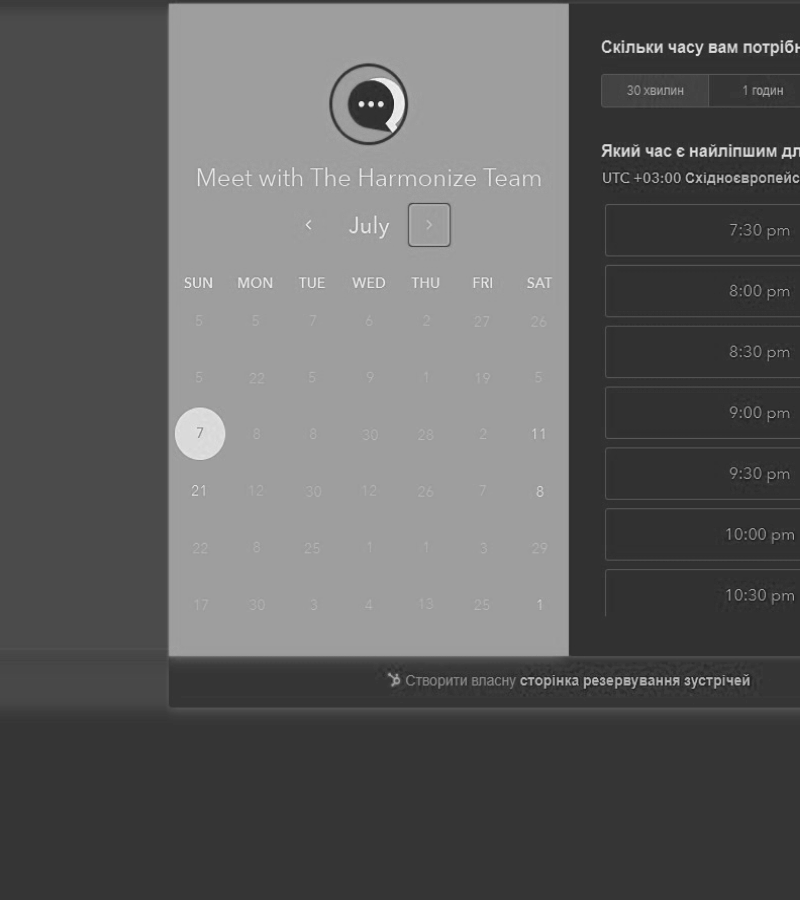 Meet with The Harmonize Team
July
SUN MON TUE WED THU FRI SAT
5 5 7 6 2 27 26
5 22 5 9 1 19 5
7 8 8 30 26 2 11
21 12 30 12 26 7 8
22 8 25 1 1 3 29
17 30 3 4 13 25 1
Скільки часу вам
30 хвилин 1 годин
Який час є найліпшим
UTC +03:00
7:30 pm
8:00 pm
8:30 pm
9:00 pm
9:30 pm
10:00 pm
10:30 pm
Створити власну сторінка резервування зустрічей